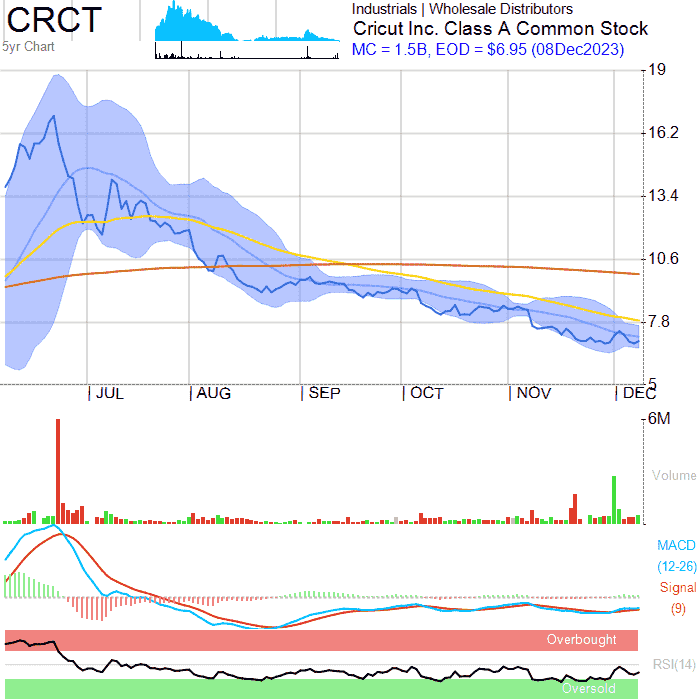 CRCT
5yr Chart
Industrials | Wholesale Distributors
Cricut Inc. Class A Common Stock
MC = 1.5B, EOD = $6.95 (08Dec2023)
19
16.2
13.4
10.6
7.8
5
JUL AUG SEP OCT NOV DEC
6M
Volume
MACD
(12-26)
Signal
(9)
Overbought
RSI(14)
Oversold